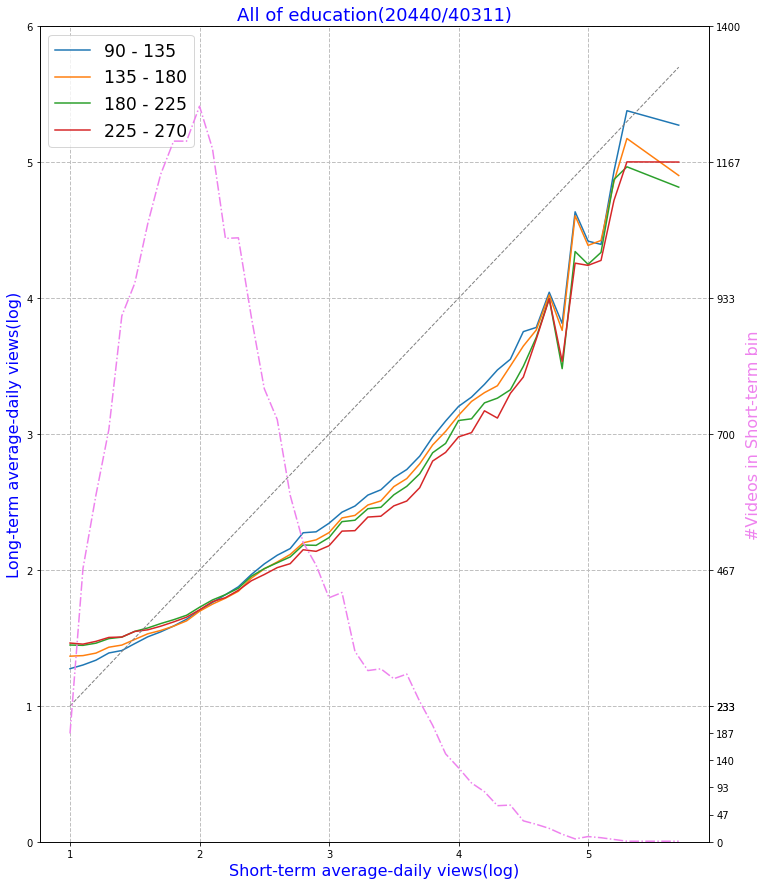 All of education(20440/40311)
90 - 135
135 - 180
180 - 225
225 - 270
Long-term average-daily views(log)
6
5
4
3
2
1
0
1 2 3 4 5
Short-term average-daily views(log)
1400
1167
933
700
467
233
187
140
93
47
0
#Videos in Short-term bin